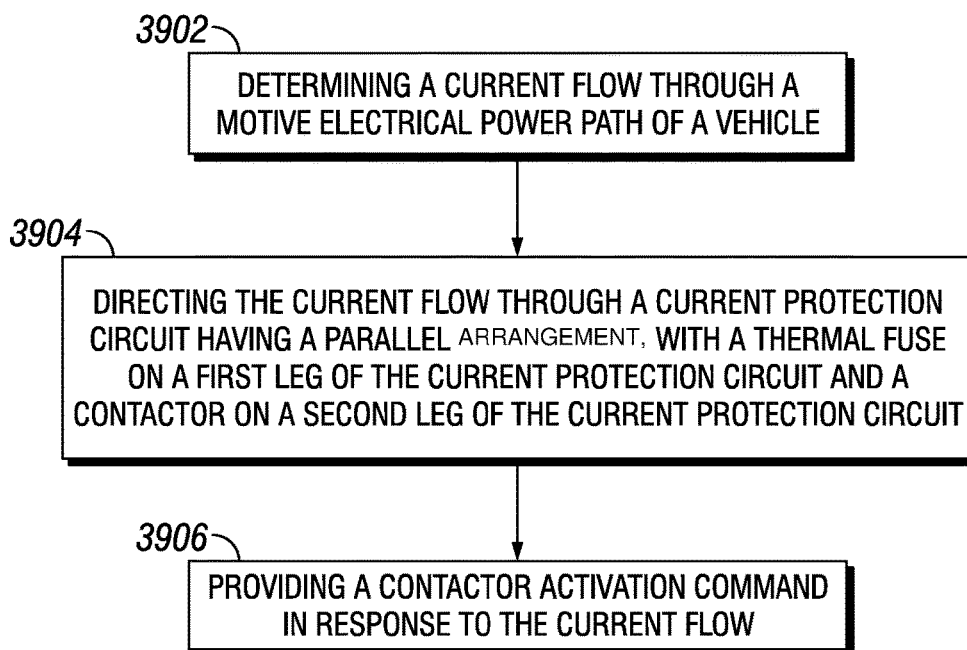 3902
DETERMINING A CURRENT FLOW THROUGH A
MOTIVE ELECTRICAL POWER PATH OF A VEHICLE
3904
DIRECTING THE CURRENT FLOW THROUGH A CURRENT PROTECTION
CIRCUIT HAVING A PARALLEL ARRANGEMENT, WITH A THERMAL FUSE
ON A FIRST LEG OF THE CURRENT PROTECTION CIRCUIT AND A
CONTACTOR ON A SECOND LEG OF THE CURRENT PROTECTION CIRCUIT
3906
PROVIDING A CONTACTOR ACTIVATION COMMAND
IN RESPONSE TO THE CURRENT FLOW